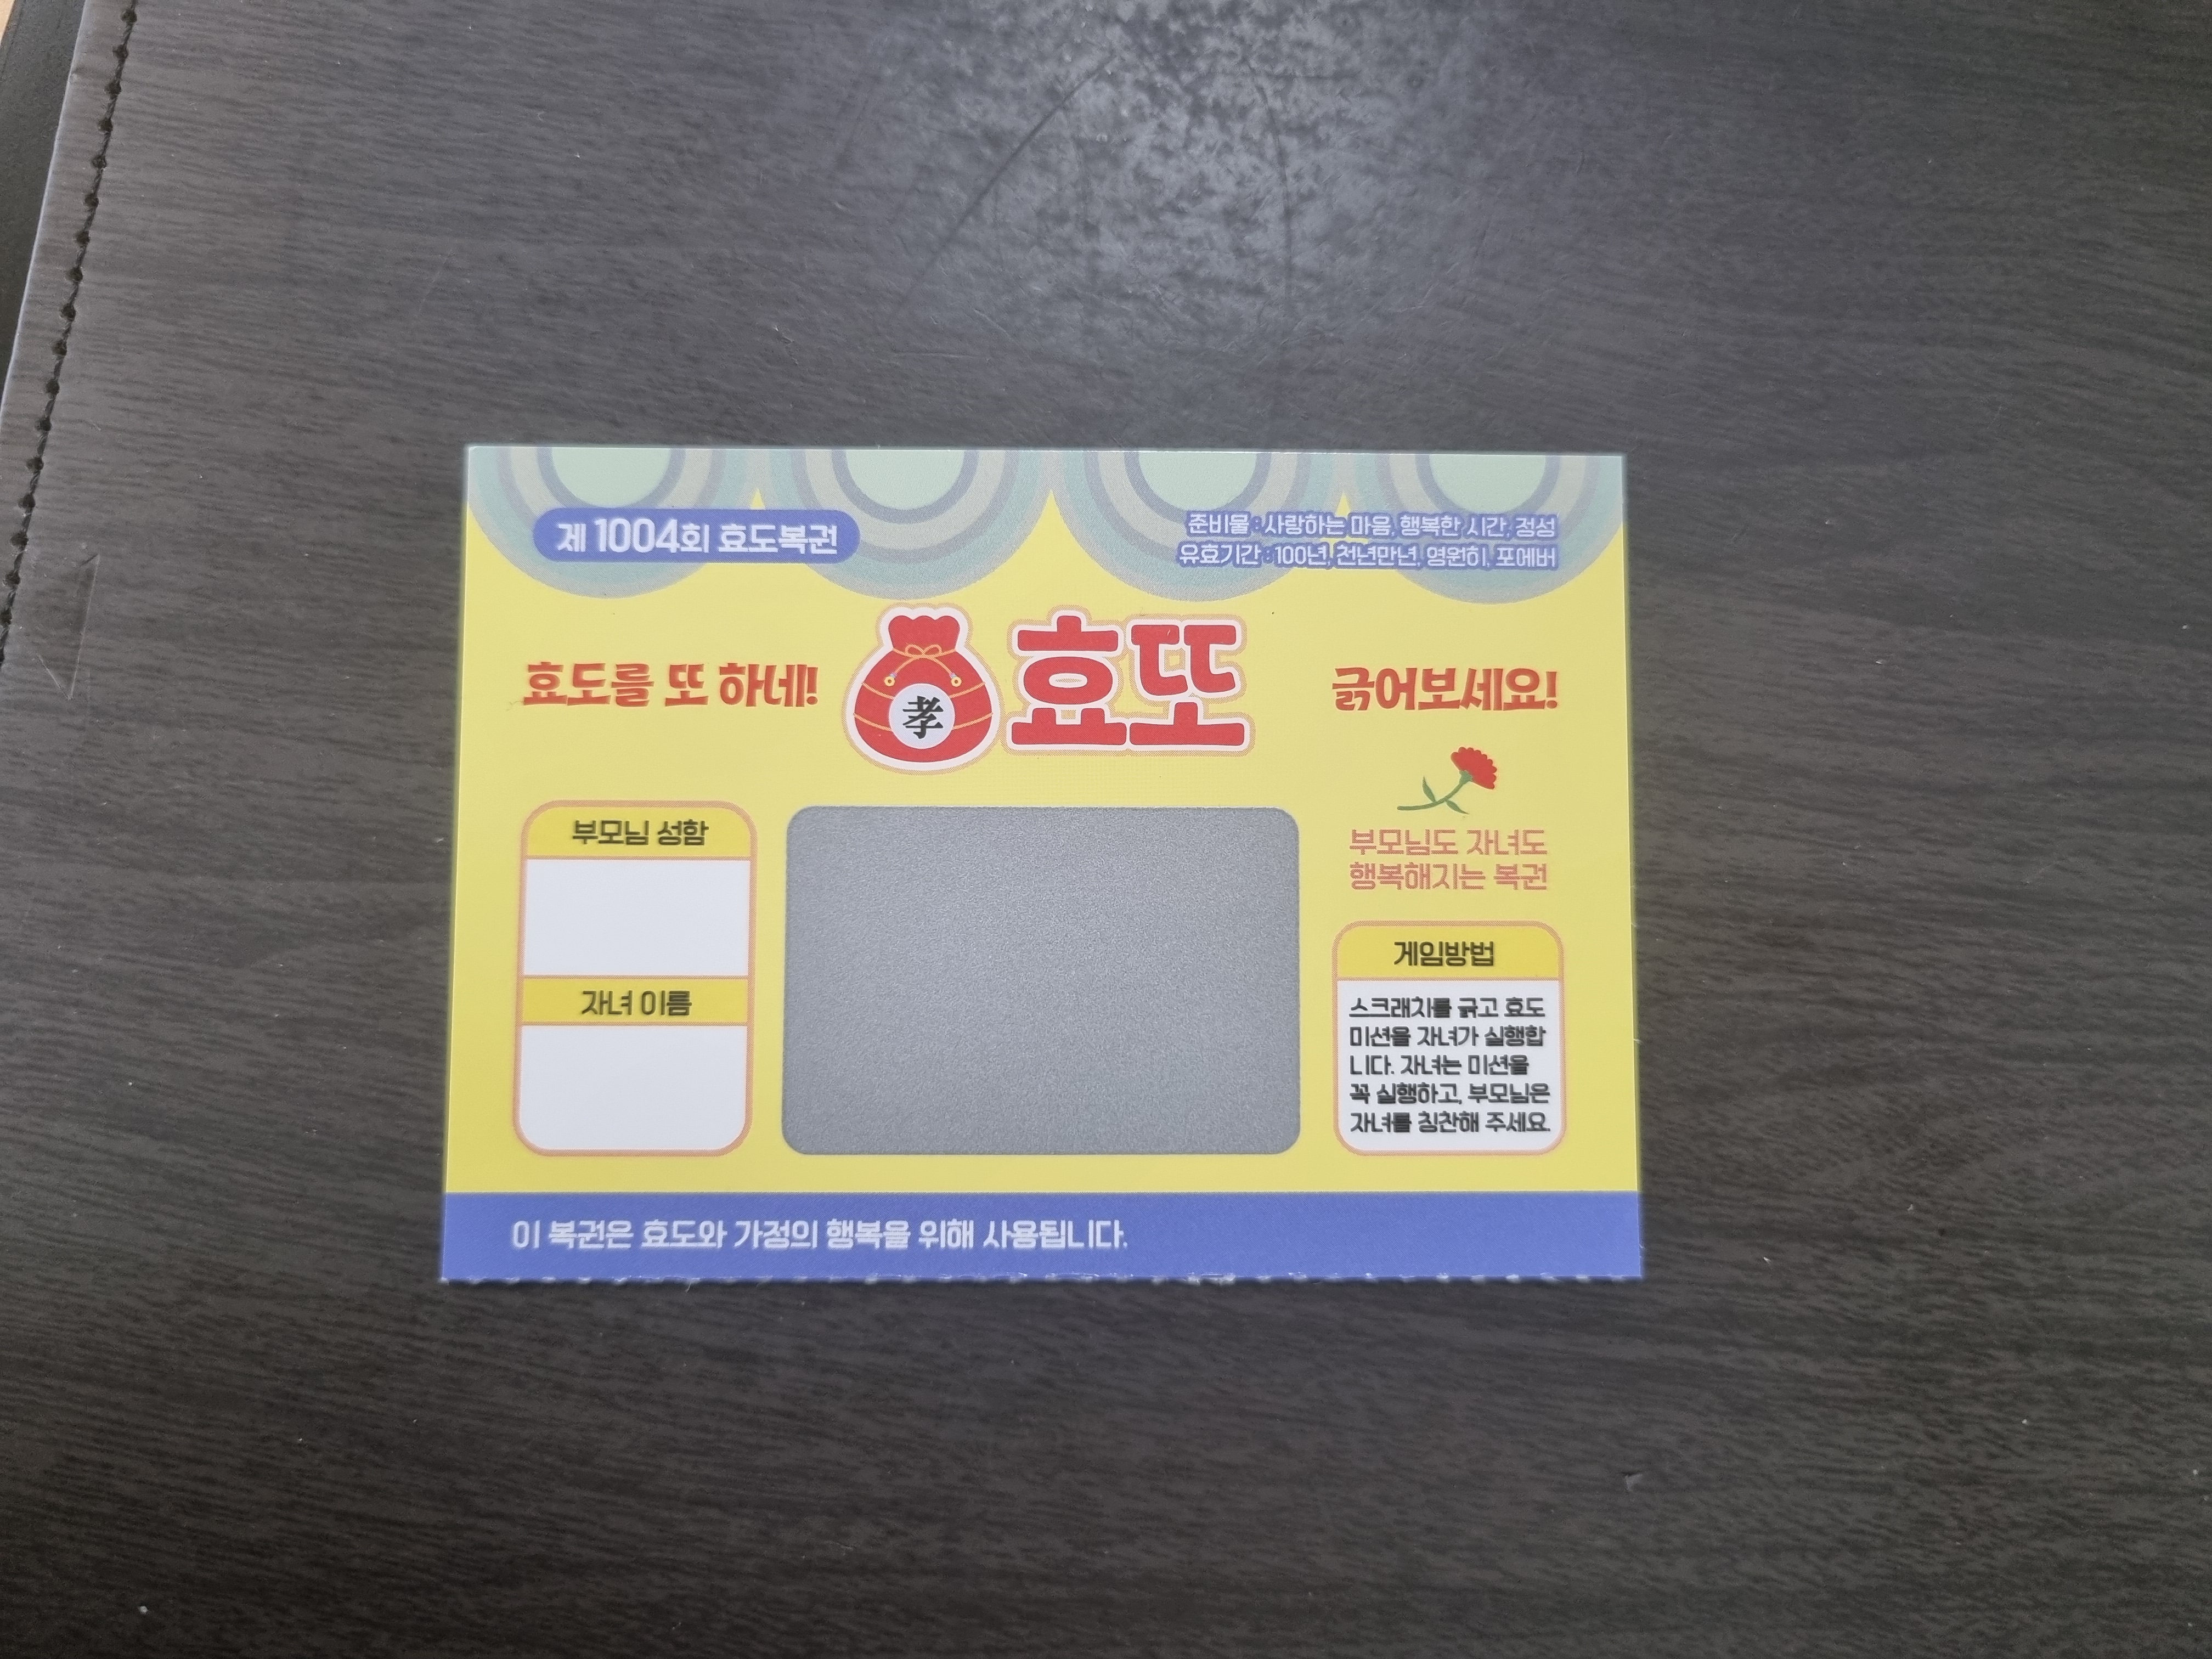 제 1004회 효도복권
준비물 : 사랑하는 마음, 행복한 시간, 정성
유효기간 : 100년, 천년만년, 영원히, 포에버
효도를 또 하네!
孝
효또
긁어보세요!
부모님 성함
자녀 이름
부모님도 자녀도
행복해지는 복권
게임방법
스크래치를 긁고 효도
미션을 자녀가 실행합
니다. 자녀는 미션을
꼭 실행하고, 부모님은
자녀를 칭찬해 주세요
이 복권은 효도와 가정의 행복을 위해 사용됩니다.